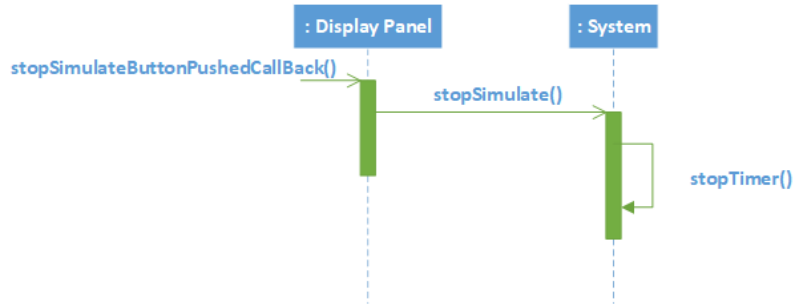 : Display Panel
: System
stopSimulateButtonPushedCallBack()
stopSimulate()
stopTimer()